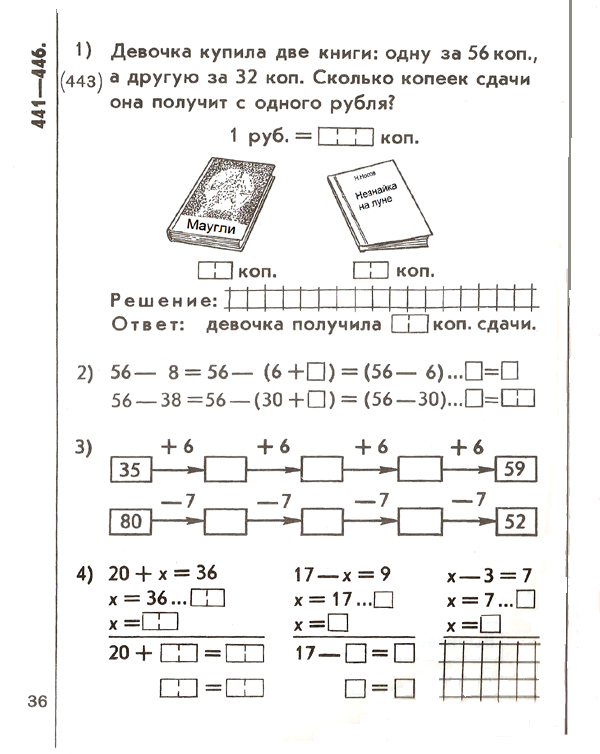 441—446.
1) Девочка купила две книги: одну за 56 коп.,
(443) а другую за 32 коп. Сколько копеек сдачи
она получит с одного рубля?
1 руб. = □□ коп.
Маугли
Н.Носов
Незнайка
на луне
□□ коп. □□ коп.
Решение:
Ответ: девочка получила □□ коп. сдачи.
2) 56 — 8 = 56 — (6 + □) = (56 — 6)...□=□
56 — 38 = 56 — (30 + □) = (56 — 30)...□=□□
3) +6 +6 +6 +6
35 → □ → □ → □ → 59
—7 —7 —7 —7
80 → □ → □ → □ → 52
4) 20 + x = 36 17 — x = 9 x — 3 = 7
x = 36...□□ x = 17...□ x = 7...□
x = □□ x = □ x = □
20 + □□ = □□ 17 — □ = □
□□ = □□ □ = □
36